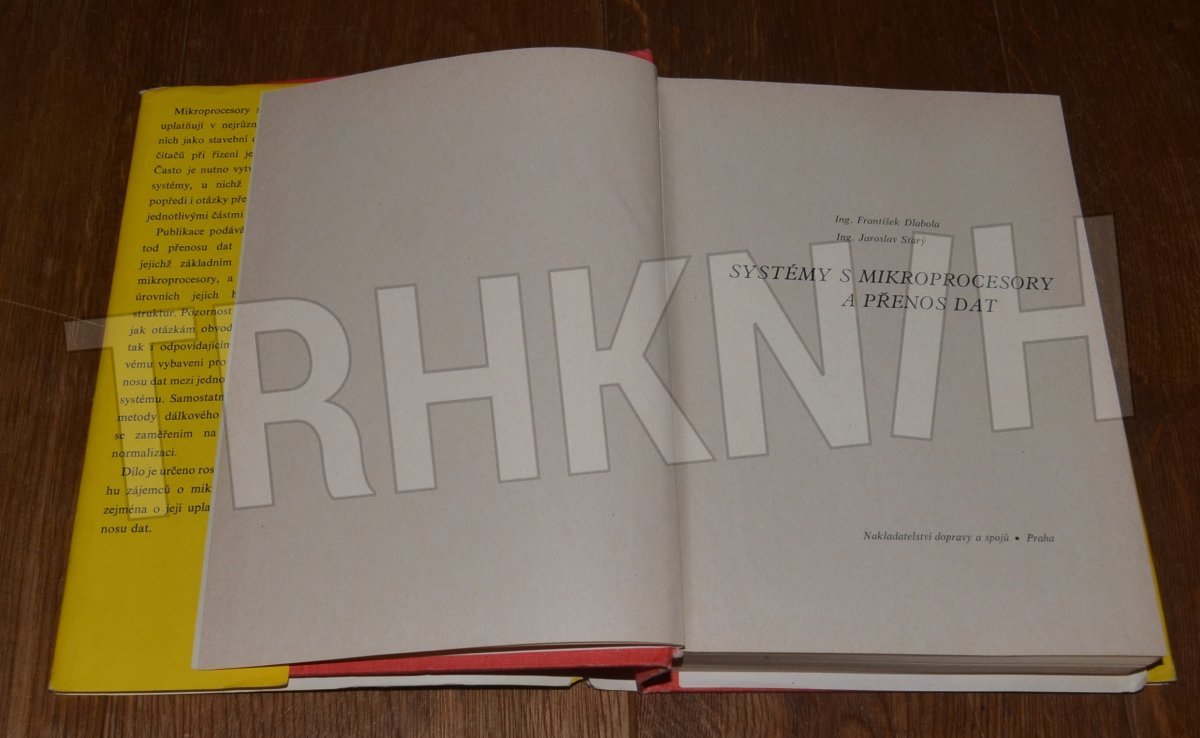 Mikroprocesory s
uplatňují v nejrůzn
ních jako stavební
čítačů při řízení je
Často je nutno vytv
systémy, u nichž
popředí i otázky pře
jednotlivými částmi
Publikace podává
tod přenosu dat
jejichž základním
mikroprocesory, a
úrovních jejich h
struktur. Pozornost
jak otázkám obvod
tak i odpovídajícím
vému vybavení pro
nosu dat mezi jedno
systému. Samostatn
metody dálkového
se zaměřením na
normalizaci.
Dílo je určeno ros
hu zájemců o mik
zejména o její upla
nosu dat.
Ing. František Dlabola
Ing. Jaroslav Starý
SYSTÉMY S MIKROPROCESORY
A PŘENOS DAT
Nakladatelství dopravy a spojů • Praha
TRHKNIH